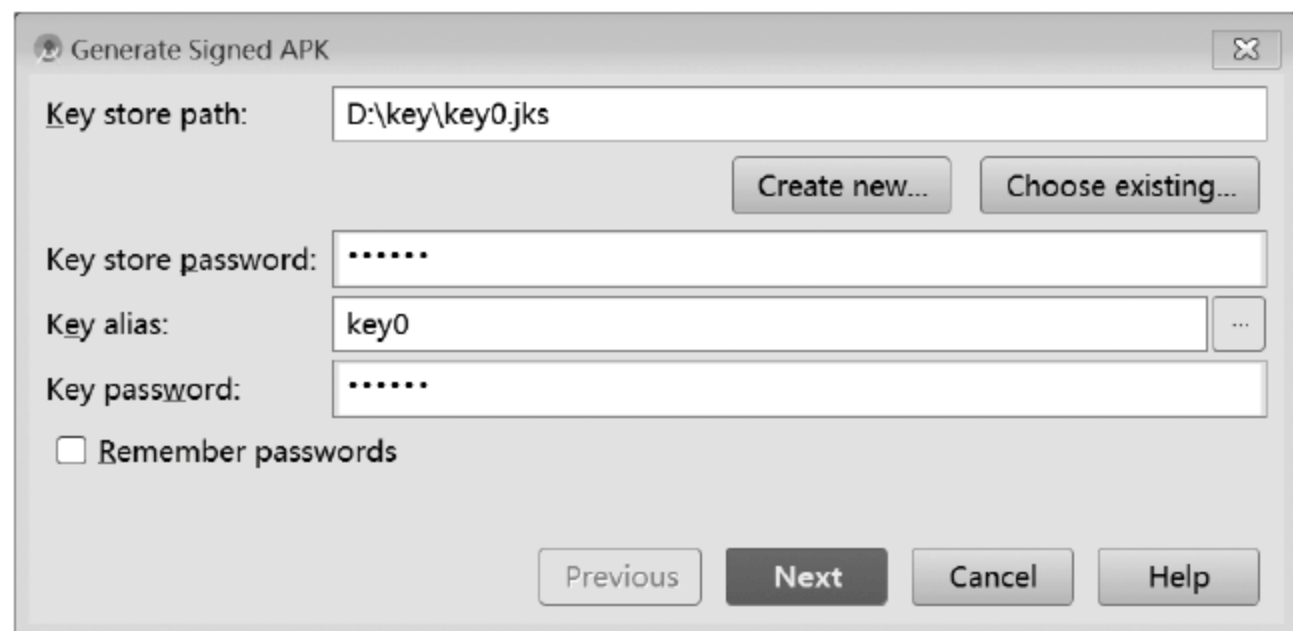 Generate Signed APK
Key store path: D:\key\key0.jks
Create new... Choose existing...
Key store password: ••••••
Key alias: key0 ...
Key password: ••••••
Remember passwords
Previous Next Cancel Help